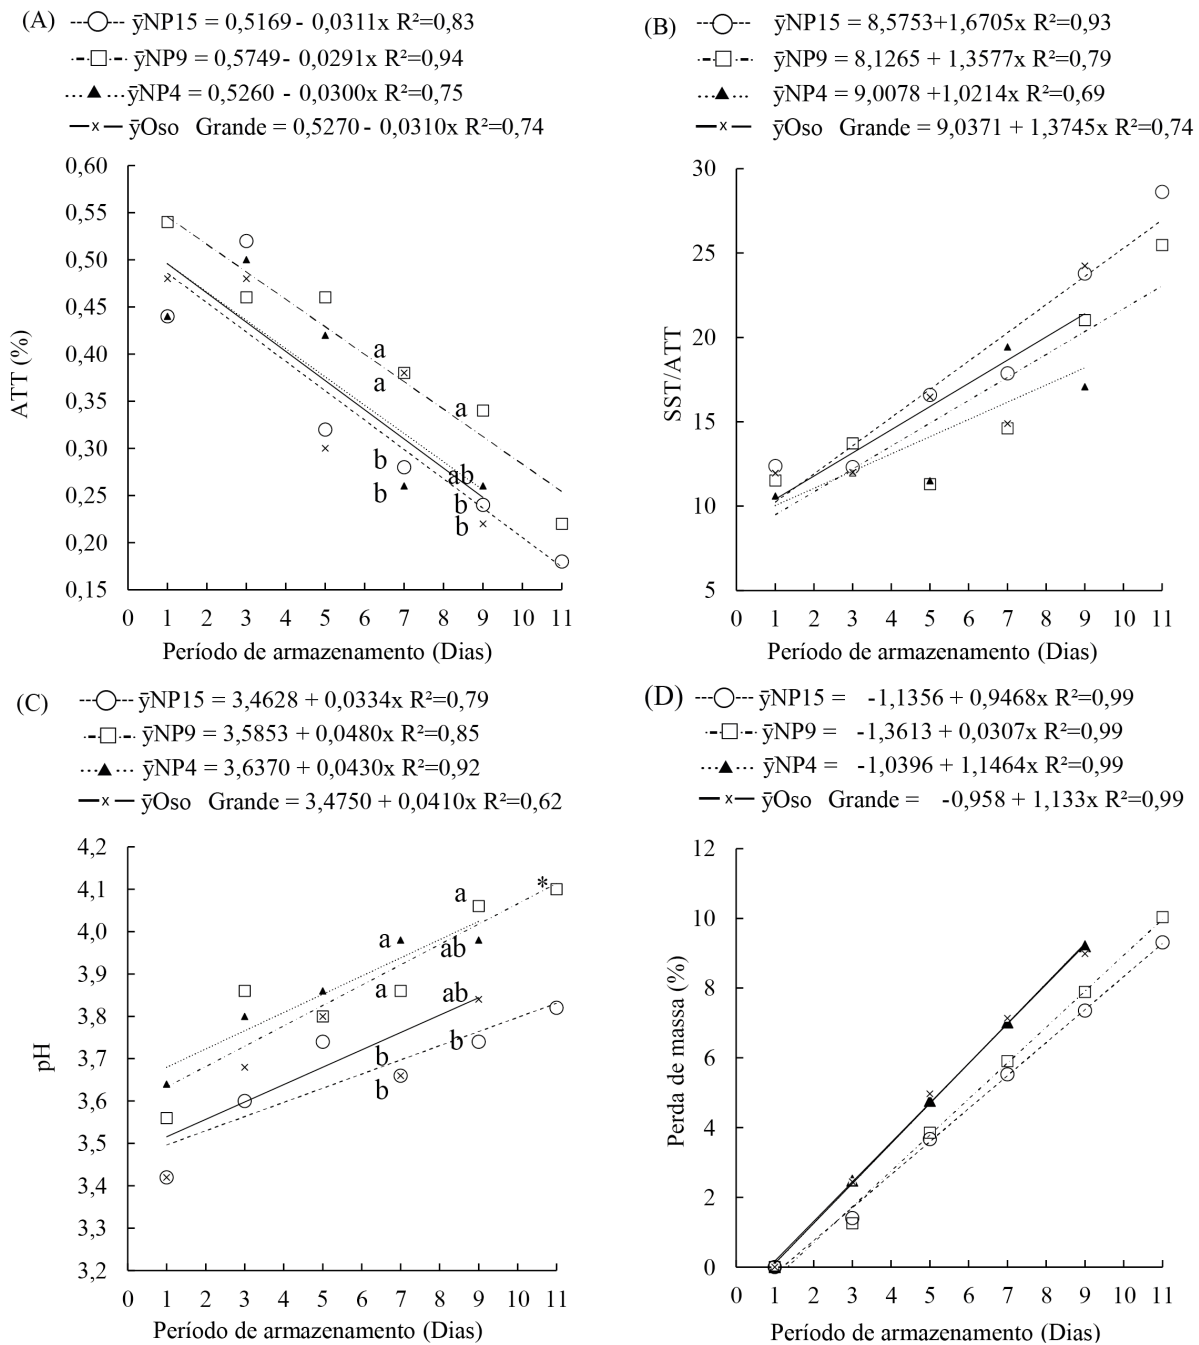 (A)
ȳNP15 = 0,5169 - 0,0311x R²=0,83
ȳNP9 = 0,5749- 0,0291x R²=0,94
ȳNP4 = 0,5260 - 0,0300x R²=0,75
x ȳOso Grande = 0,5270 - 0,0310x R²=0,74
0,60
0,55
0,50
0,45
0,40
0,35
0,30
0,25
0,20
0,15
ATT (%)
a
a
a
b
ab
b
b
b
0 1 2 3 4 5 6 7 8 9 10 11
Período de armazenamento (Dias)
(B)
ȳNP15 = 8,5753+1,6705x R²=0,93
ȳNP9 = 8,1265 + 1,3577x R²=0,79
ȳNP4 = 9,0078 +1,0214x R²=0,69
x ȳOso Grande = 9,0371 + 1,3745x R²=0,74
30
25
20
15
10
5
SST/ATT
0 1 2 3 4 5 6 7 8 9 10 11
Período de armazenamento (Dias)
(C)
ȳNP15 = 3,4628 + 0,0334x R²=0,79
ȳNP9 = 3,5853 + 0,0480x R²=0,85
ȳNP4 = 3,6370 + 0,0430x R²=0,92
x ȳOso Grande = 3,4750 + 0,0410x R²=0,62
4,2
4,1
4,0
3,9
3,8
3,7
3,6
3,5
3,4
3,3
3,2
pH
*
a
a
ab
a
ab
b
b
b
0 1 2 3 4 5 6 7 8 9 10 11
Período de armazenamento (Dias)
(D)
ȳNP15 = -1,1356 + 0,9468x R²=0,99
ȳNP9 = -1,3613 + 0,0307x R²=0,99
ȳNP4 = -1,0396 + 1,1464x R²=0,99
x ȳOso Grande = -0,958 + 1,133x R²=0,99
12
10
8
6
4
2
0
Perda de massa (%)
0 1 2 3 4 5 6 7 8 9 10 11
Período de armazenamento (Dias)